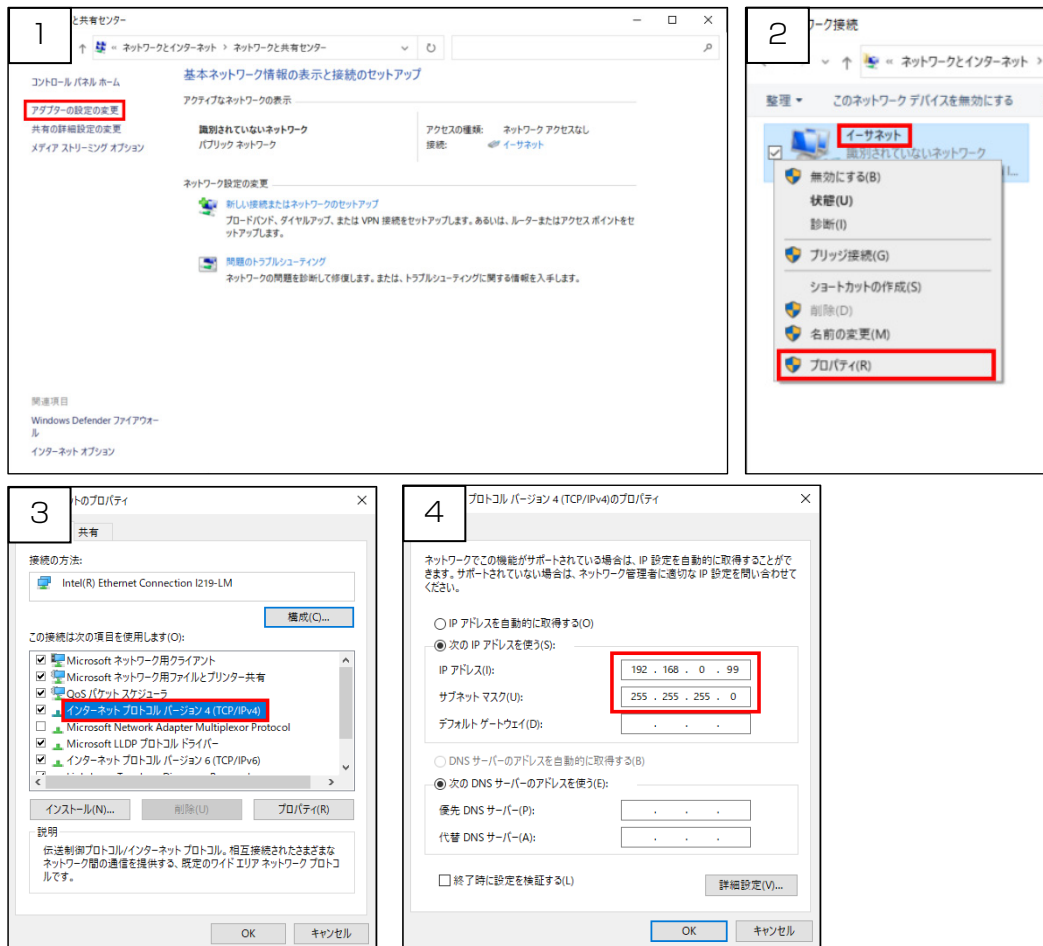 1
と共有センター
« ネットワークとインターネット > ネットワークと共有センター
コントロール パネル ホーム
アダプターの設定の変更
共有の詳細設定の変更
メディア ストリーミング オプション
基本ネットワーク情報の表示と接続のセットアップ
アクティブなネットワークの表示
識別されていないネットワーク
パブリック ネットワーク
アクセスの種類: ネットワーク アクセスなし
接続: イーサネット
ネットワーク設定の変更
新しい接続またはネットワークのセットアップ
ブロードバンド、ダイヤルアップ、または VPN 接続をセットアップします。あるいは、ルーターまたはアクセス ポイントをセ
ットアップします。
問題のトラブルシューティング
ネットワークの問題を診断して修復します。または、トラブルシューティングに関する情報を入手します。
関連項目
Windows Defender ファイアウォー
ル
インターネット オプション
2
ワーク接続
« ネットワークとインターネット >
整理 このネットワーク デバイスを無効にする
イーサネット
識別されていないネットワーク
無効にする(B)
状態(U)
診断(I)
ブリッジ接続(G)
ショートカットの作成(S)
削除(D)
名前の変更(M)
プロパティ(R)
3
トのプロパティ
共有
接続の方法:
Intel(R) Ethernet Connection I219-LM
構成(C)...
この接続は次の項目を使用します(O):
Microsoft ネットワーク用クライアント
Microsoft ネットワーク用ファイルとプリンター共有
QoS パケット スケジューラ
インターネット プロトコル バージョン 4 (TCP/IPv4)
Microsoft Network Adapter Multiplexor Protocol
Microsoft LLDP プロトコル ドライバー
インターネット プロトコル バージョン 6 (TCP/IPv6)
インストール(N)... 削除(U) プロパティ(R)
説明
伝送制御プロトコル/インターネット プロトコル。相互接続されたさまざまな
ネットワーク間の通信を提供する、既定のワイド エリア ネットワーク プロトコ
ルです。
OK キャンセル
4
プロトコル バージョン 4 (TCP/IPv4)のプロパティ
ネットワークでこの機能がサポートされている場合は、IP 設定を自動的に取得することがで
きます。サポートされていない場合は、ネットワーク管理者に適切な IP 設定を問い合わせて
ください。
IP アドレスを自動的に取得する(O)
次の IP アドレスを使う(S):
IP アドレス(I): 192 . 168 . 0 . 99
サブネット マスク(U): 255 . 255 . 255 . 0
デフォルト ゲートウェイ(D): . . .
DNS サーバーのアドレスを自動的に取得する(B)
次の DNS サーバーのアドレスを使う(E):
優先 DNS サーバー(P): . . .
代替 DNS サーバー(A): . . .
終了時に設定を検証する(L)
詳細設定(V)...
OK キャンセル